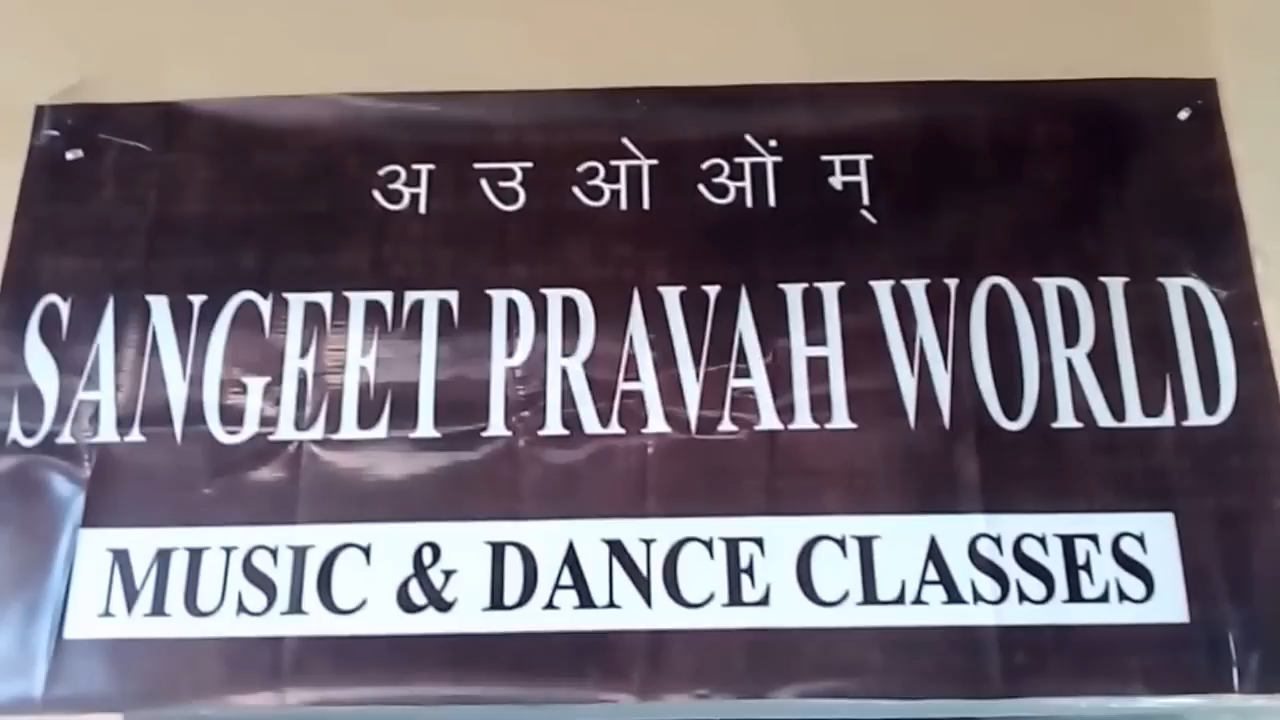 अ उ ओ ओं म्
SANGEET PRAVAH WORLD
MUSIC & DANCE CLASSES